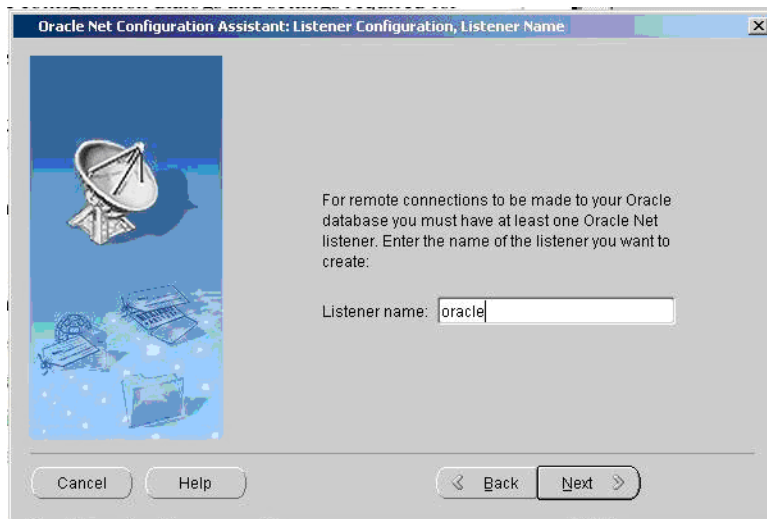 Oracle Net Configuration Assistant: Listener Configuration, Listener Name
For remote connections to be made to your Oracle
database you must have at least one Oracle Net
listener. Enter the name of the listener you want to
create:
Listener name: oracle
Cancel Help Back Next